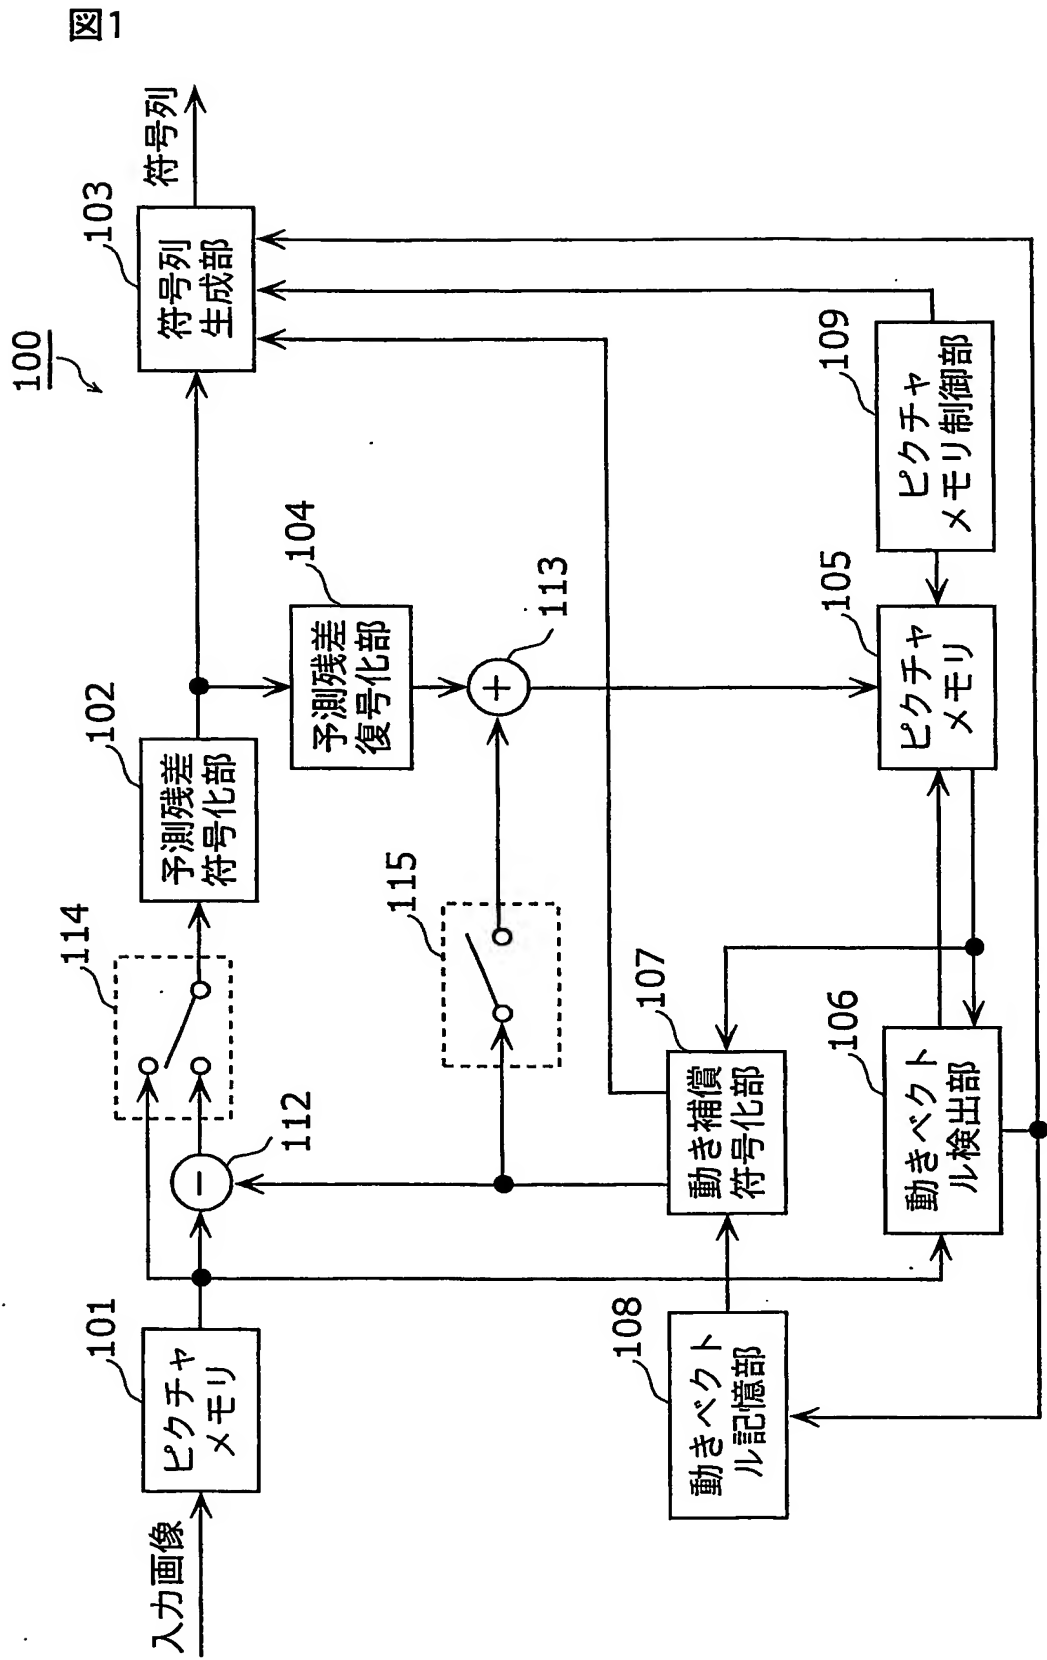 図1
100
入力画像
101
ピクチャ
メモリ
112
114
102
予測残差
符号化部
103
符号列
生成部
符号列
104
予測残差
復号化部
113
115
107
動き補償
符号化部
108
動きベクト
ル記憶部
106
動きベクト
ル検出部
105
ピクチャ
メモリ
109
ピクチャ
メモリ制御部